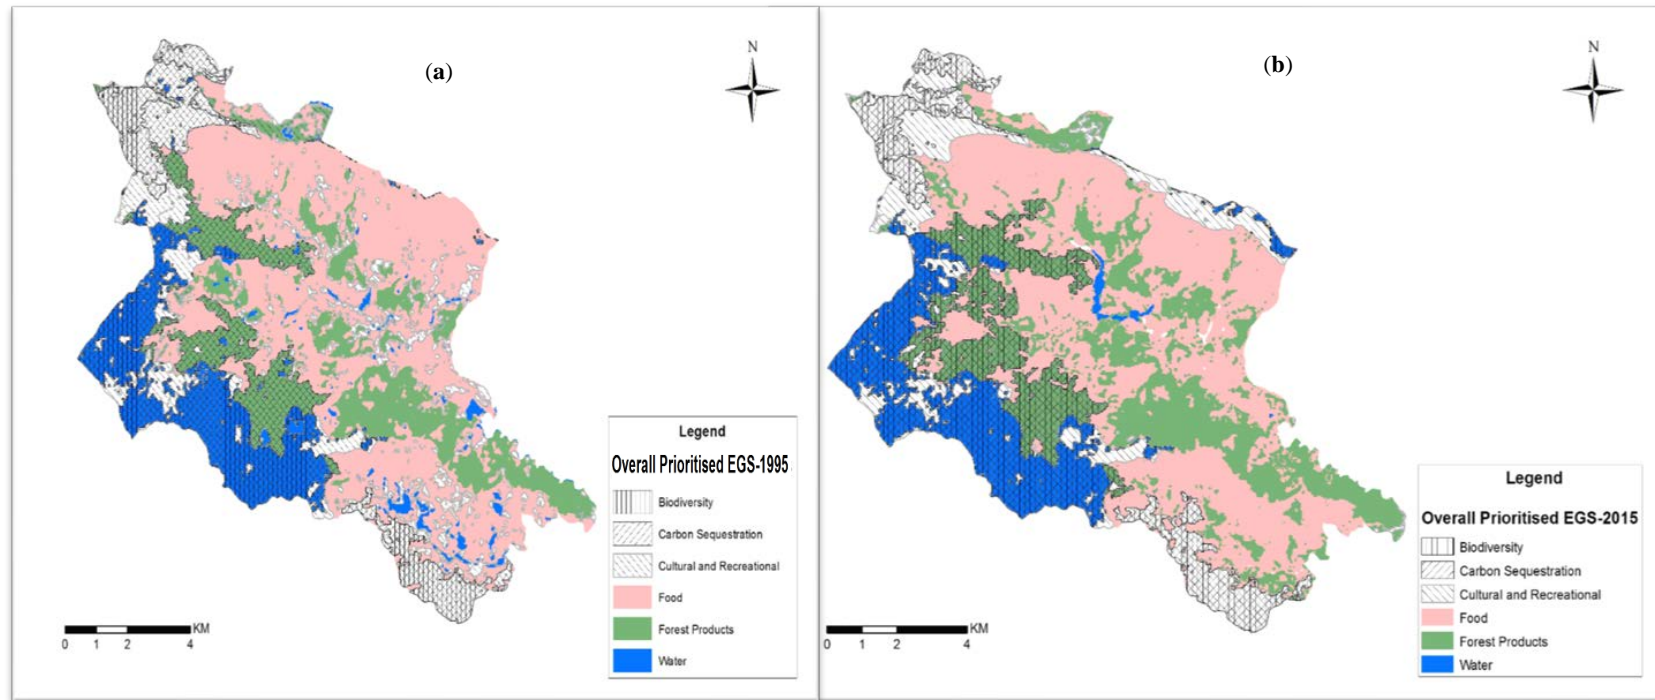 (a)
N
Legend
Overall Prioritised EGS-1995
Biodiversity
Carbon Sequestration
Cultural and Recreational
Food
Forest Products
Water
KM
0 1 2 4
(b)
N
Legend
Overall Prioritised EGS-2015
Biodiversity
Carbon Sequestration
Cultural and Recreational
Food
Forest Products
Water
KM
0 1 2 4